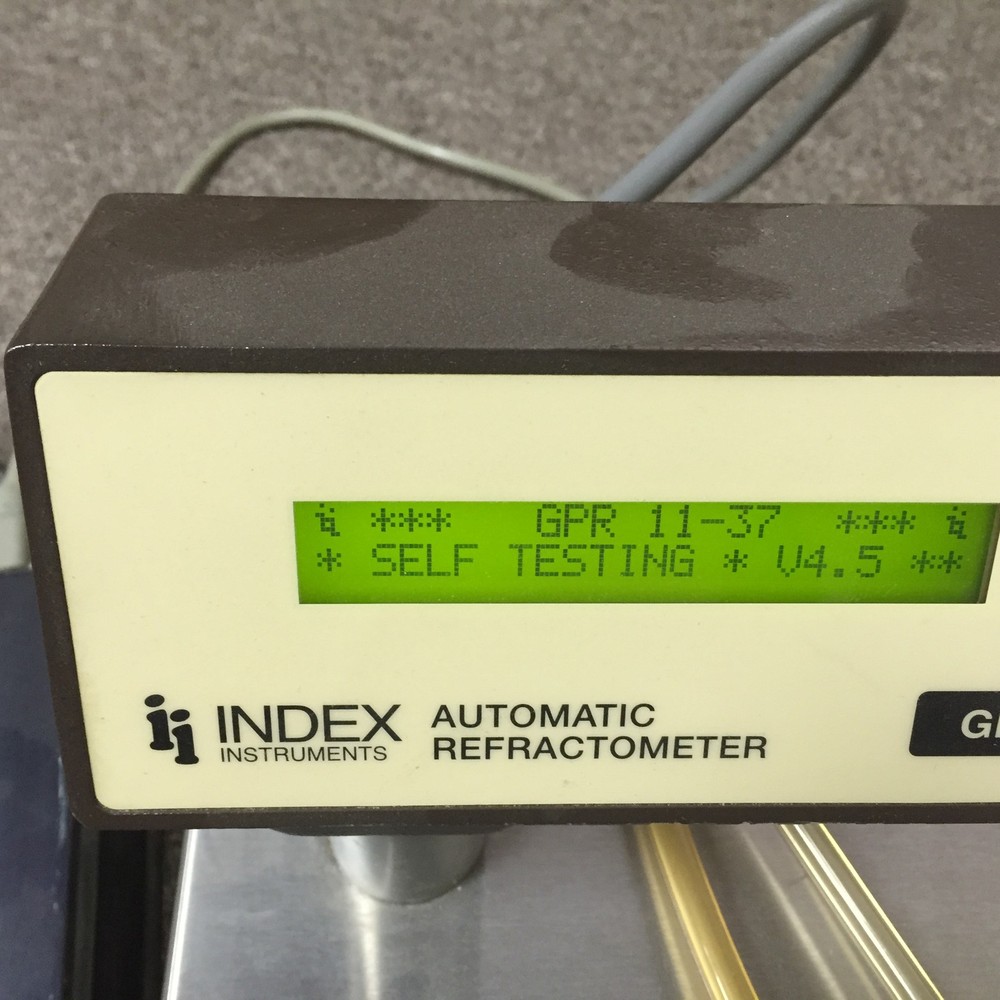 *** GPR 11-37 ***
* SELF TESTING * V4.5 **
INDEX
INSTRUMENTS
AUTOMATIC
REFRACTOMETER